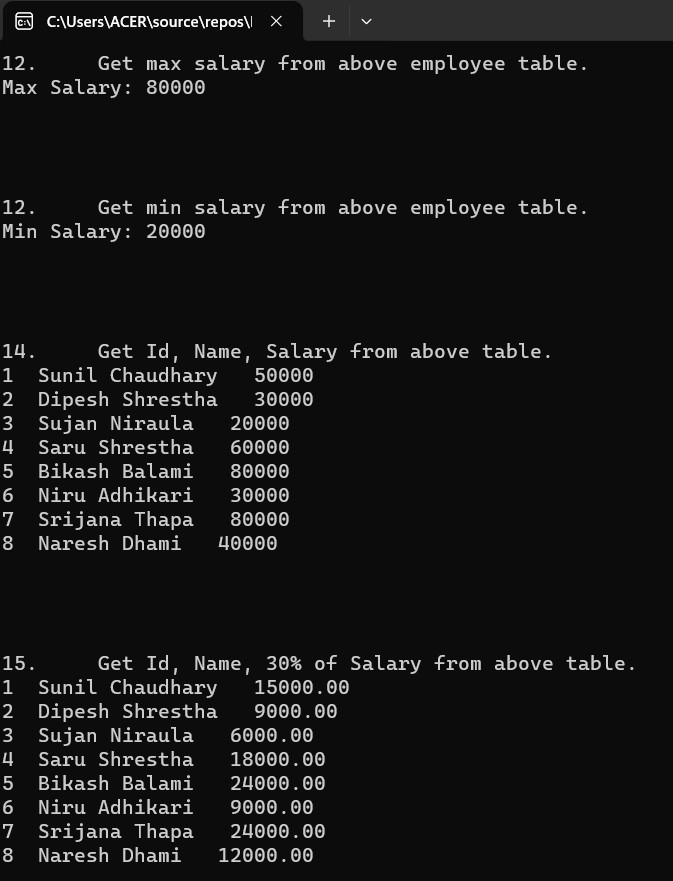 C:\Users\ACER\source\repos\
12.     Get max salary from above employee table.
Max Salary: 80000
12.     Get min salary from above employee table.
Min Salary: 20000
14.     Get Id, Name, Salary from above table.
1  Sunil Chaudhary   50000
2  Dipesh Shrestha   30000
3  Sujan Niraula   20000
4  Saru Shrestha   60000
5  Bikash Balami   80000
6  Niru Adhikari   30000
7  Srijana Thapa   80000
8  Naresh Dhami   40000
15.     Get Id, Name, 30% of Salary from above table.
1  Sunil Chaudhary   15000.00
2  Dipesh Shrestha   9000.00
3  Sujan Niraula   6000.00
4  Saru Shrestha   18000.00
5  Bikash Balami   24000.00
6  Niru Adhikari   9000.00
7  Srijana Thapa   24000.00
8  Naresh Dhami   12000.00